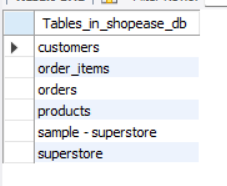 Tables_in_shopease_db
customers
order_items
orders
products
sample - superstore
superstore